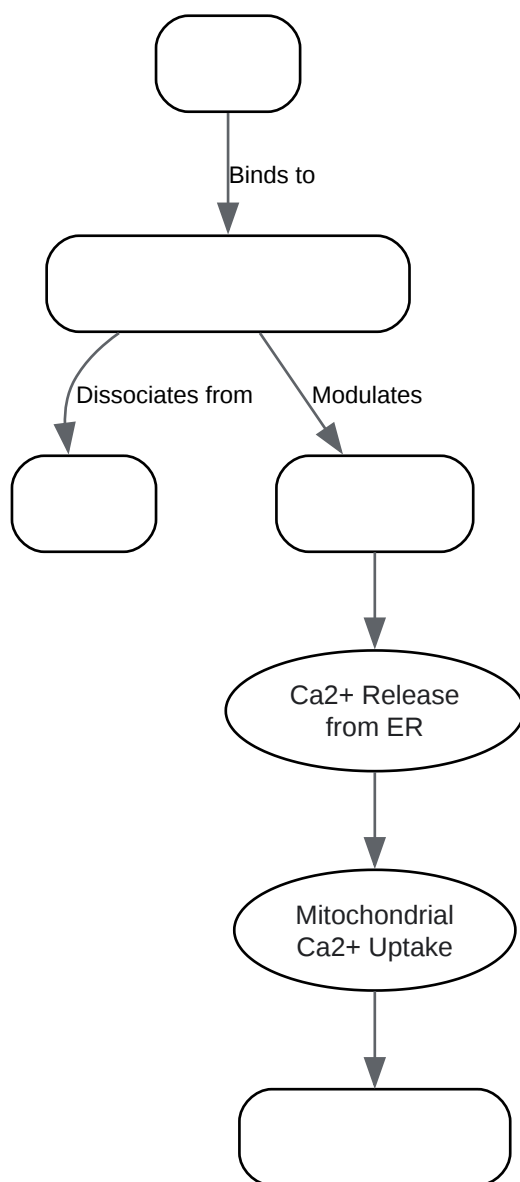 Binds to
Dissociates from
Modulates
Ca2+ Release
from ER
Mitochondrial
Ca2+ Uptake